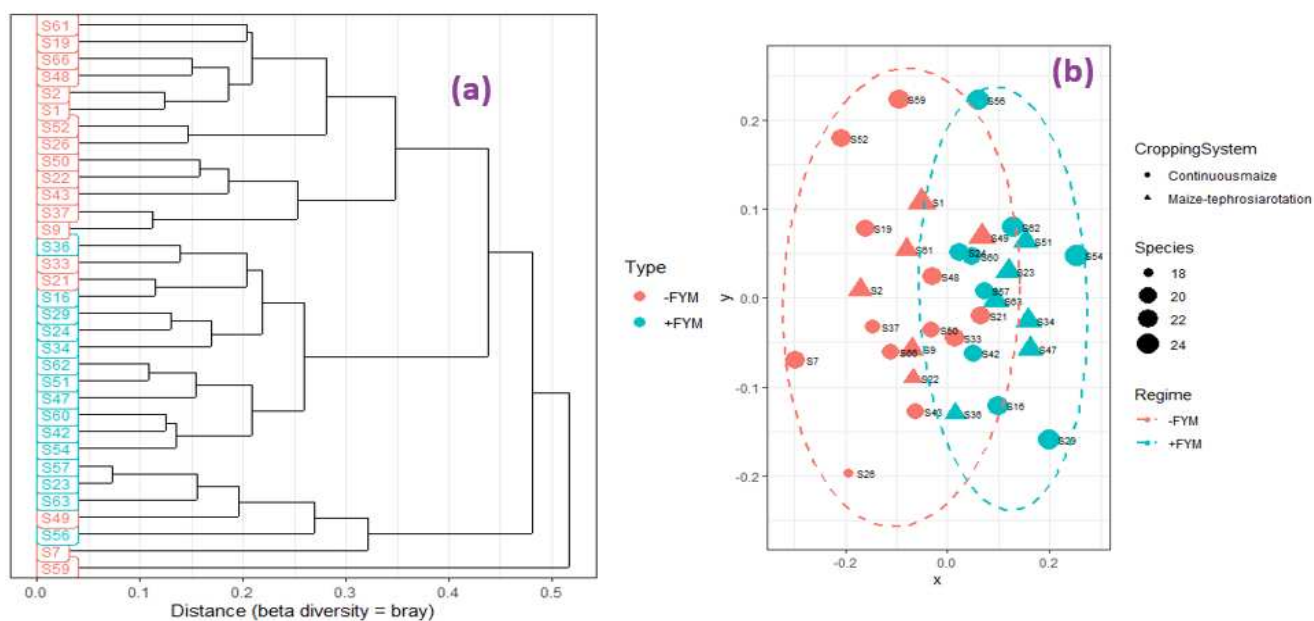 (a)
S61
S19
S66
S48
S2
S1
S52
S26
S50
S22
S43
S37
S9
S36
S33
S21
S16
S29
S24
S34
S62
S51
S47
S60
S42
S54
S57
S23
S63
S49
S56
S7
S59
0.0 0.1 0.2 0.3 0.4 0.5
Distance (beta diversity = bray)
Type
-FYM
+FYM
(b)
y
0.2
0.1
0.0
-0.1
-0.2
S59
S56
S52
S1
S19
S49
S62
S51
S61
S24
S60
S54
S48
S23
S2
S57
S63
S21
S34
S37
S50
S33
S66
S9
S42
S47
S7
S22
S43
S36
S16
S29
S26
-0.2 0.0 0.2
x
CroppingSystem
Continuousmaize
Maize-tephrosiarotation
Species
18
20
22
24
Regime
-FYM
+FYM